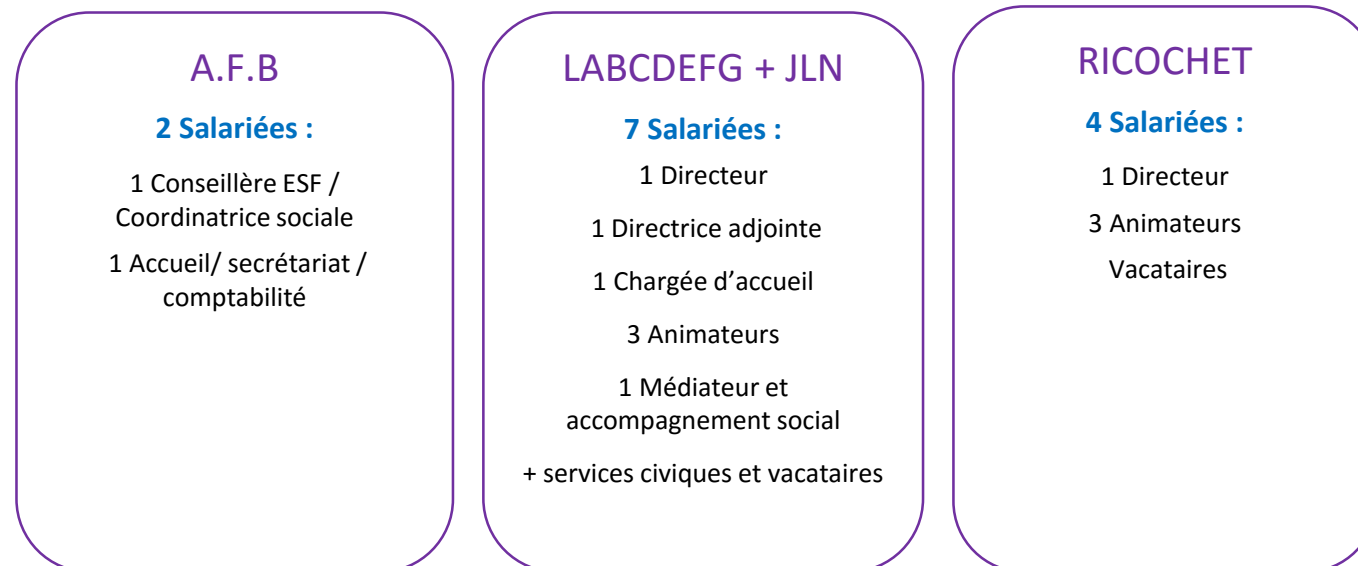 A.F.B
2 Salariées :
1 Conseillère ESF /
Coordinatrice sociale
1 Accueil/ secrétariat /
comptabilité
LABCDEFG + JLN
7 Salariées :
1 Directeur
1 Directrice adjointe
1 Chargée d’accueil
3 Animateurs
1 Médiateur et
accompagnement social
+ services civiques et vacataires
RICOCHET
4 Salariées :
1 Directeur
3 Animateurs
Vacataires